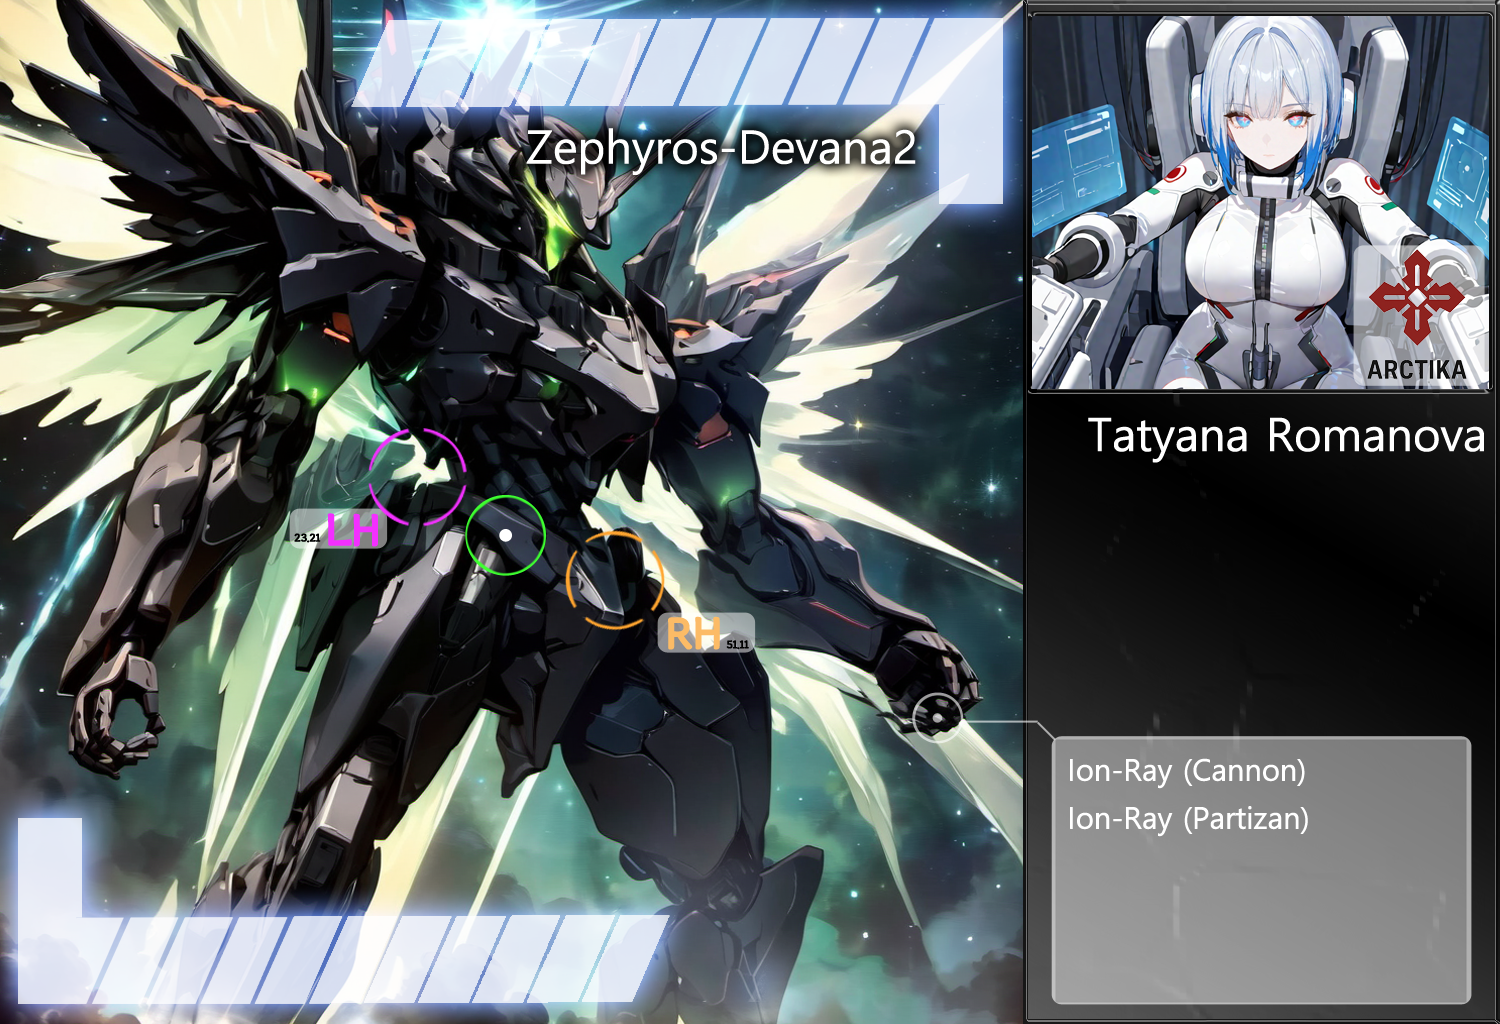 Zephyros-Devana2
ARCTIKA
Tatyana Romanova
23,21 LH
RH 51,11
Ion-Ray (Cannon)
Ion-Ray (Partizan)